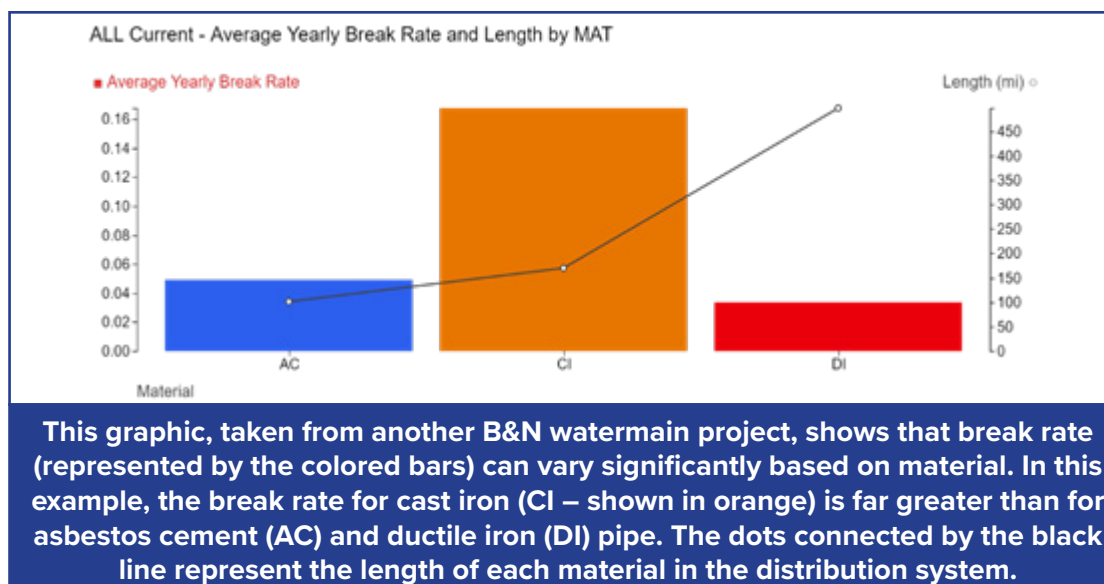 ALL Current - Average Yearly Break Rate and Length by MAT
Average Yearly Break Rate
Length (mi)
0.16
0.14
0.12
0.10
0.08
0.06
0.04
0.02
0.00
450
400
350
300
250
200
150
100
50
0
AC
CI
DI
Material
This graphic, taken from another B&N watermain project, shows that break rate
(represented by the colored bars) can vary significantly based on material. In this
example, the break rate for cast iron (CI – shown in orange) is far greater than for
asbestos cement (AC) and ductile iron (DI) pipe. The dots connected by the black
line represent the length of each material in the distribution system.